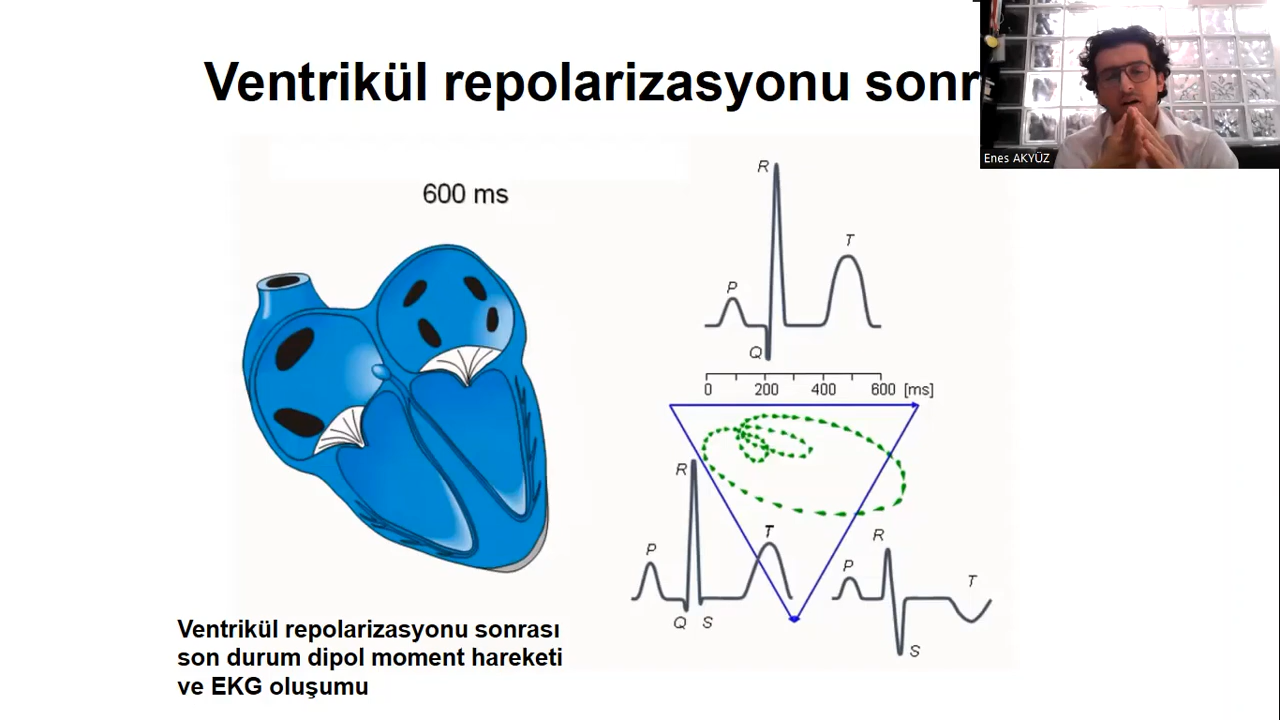 Ventrikül repolarizasyonu sonr
Enes AKYÜZ
600 ms
R
T
P
Q
0 200 400 600 [ms]
R
P
T
Q S
R
P
T
S
Ventrikül repolarizasyonu sonrası
son durum dipol moment hareketi
ve EKG oluşumu